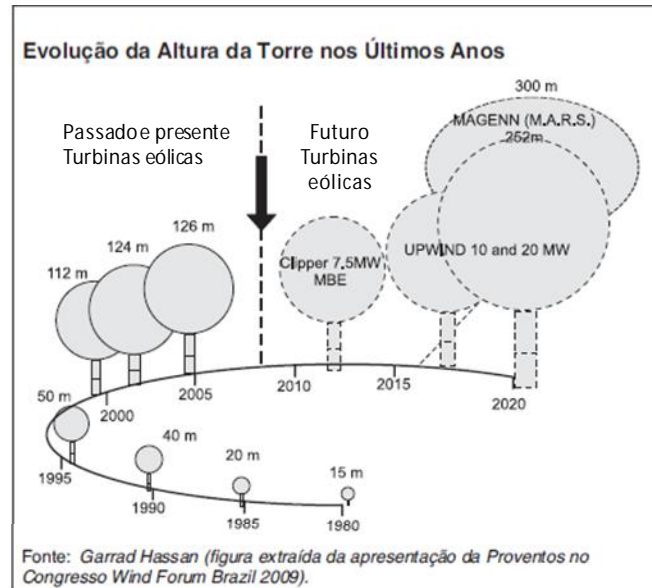 Evolução da Altura da Torre nos Últimos Anos
300 m
Passado e presente
Turbinas eólicas
Futuro
Turbinas
eólicas
MAGENN (M.A.R.S.)
252m
126 m
124 m
112 m
Clipper 7.5MW
MBE
UPWIND 10 and 20 MW
50 m
2000
2005
2010
2015
2020
40 m
20 m
15 m
1995
1990
1985
1980
Fonte: Garrad Hassan (figura extraída da apresentação da Proventos no
Congresso Wind Forum Brazil 2009).